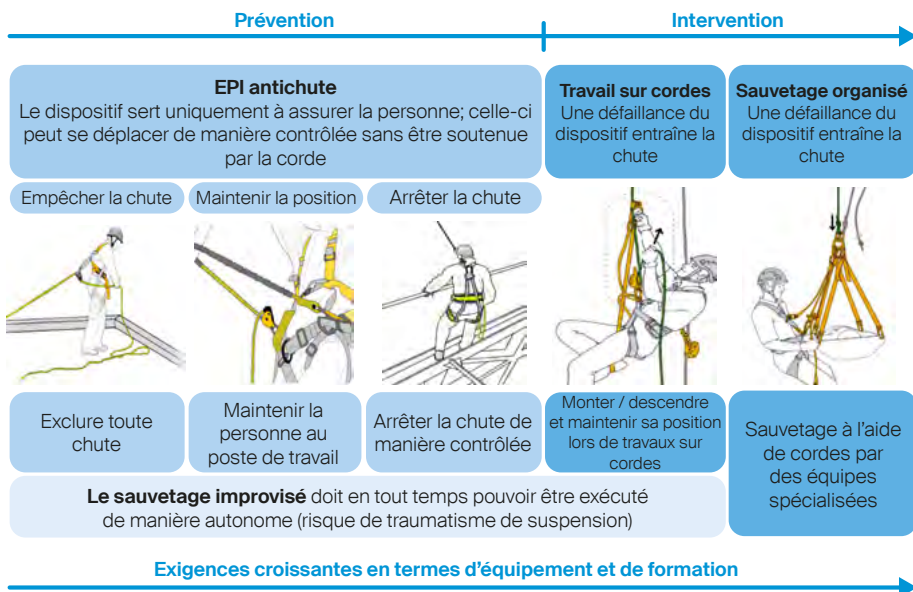 Prévention
Intervention
EPI antichute
Le dispositif sert uniquement à assurer la personne; celle-ci
peut se déplacer de manière contrôlée sans être soutenue
par la corde
Travail sur cordes
Une défaillance du
dispositif entraîne la
chute
Sauvetage organisé
Une défaillance du
dispositif entraîne la
chute
Empêcher la chute
Maintenir la position
Arrêter la chute
Exclure toute
chute
Maintenir la
personne au
poste de travail
Arrêter la chute de
manière contrôlée
Monter / descendre
et maintenir sa position
lors de travaux sur
cordes
Sauvetage à l'aide
de cordes par
des équipes
spécialisées
Le sauvetage improvisé doit en tout temps pouvoir être exécuté
de manière autonome (risque de traumatisme de suspension)
Exigences croissantes en termes d'équipement et de formation